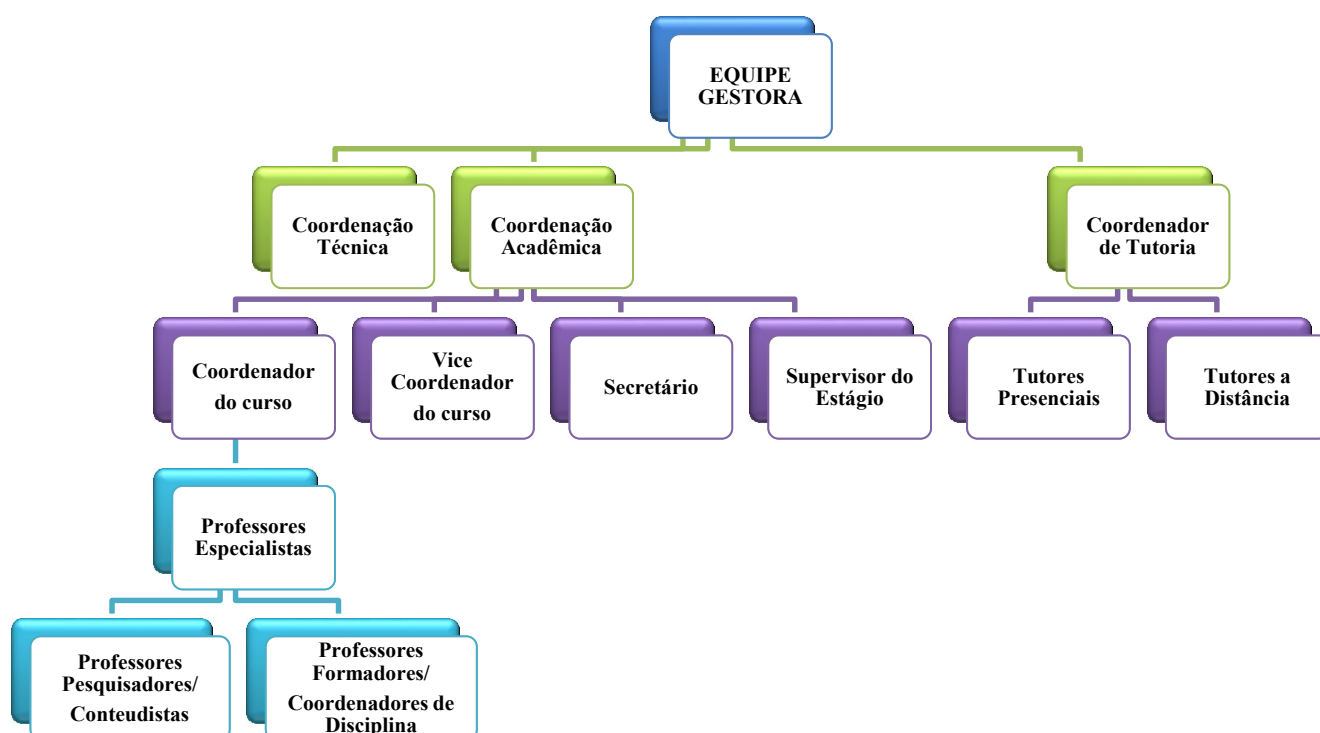 EQUIPE
GESTORA
Coordenação
Técnica
Coordenação
Acadêmica
Coordenador
de Tutoria
Coordenador
do curso
Vice
Coordenador
do curso
Secretário
Supervisor do
Estágio
Tutores
Presenciais
Tutores a
Distância
Professores
Especialistas
Professores
Pesquisadores/
Conteudistas
Professores
Formadores/
Coordenadores de
Disciplina